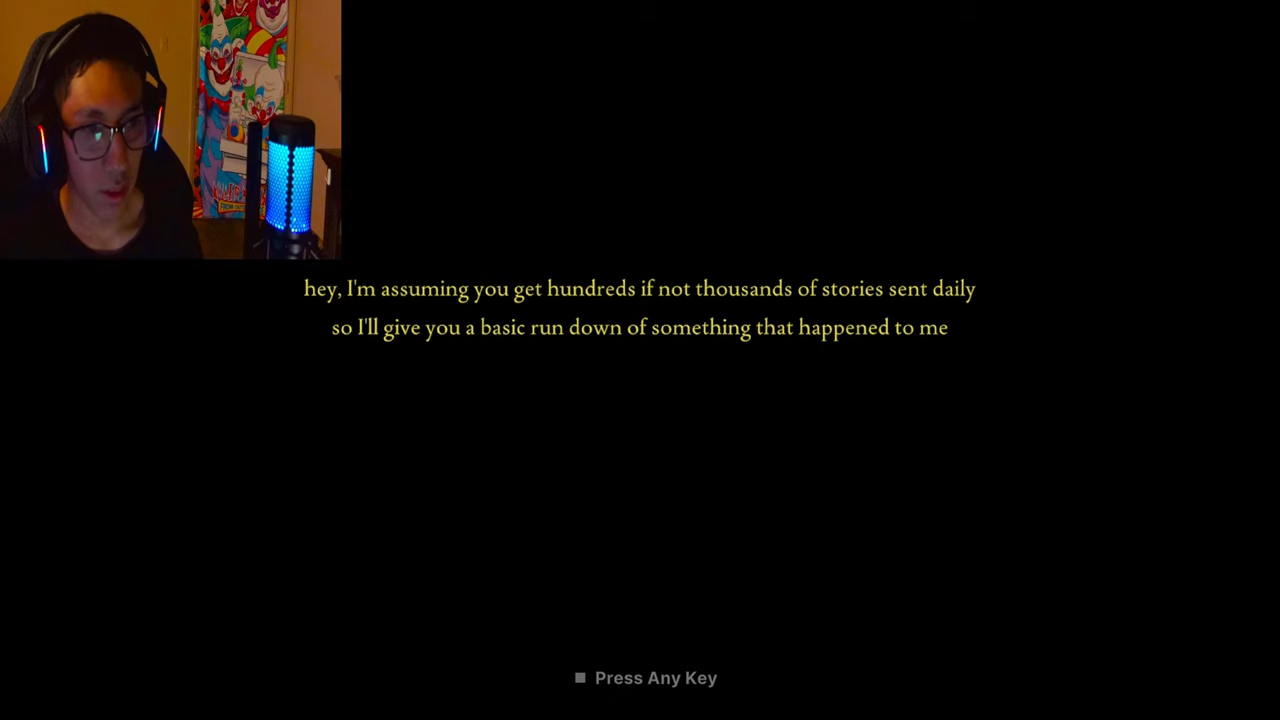 hey, I'm assuming you get hundreds if not thousands of stories sent daily
so I'll give you a basic run down of something that happened to me
Press Any Key